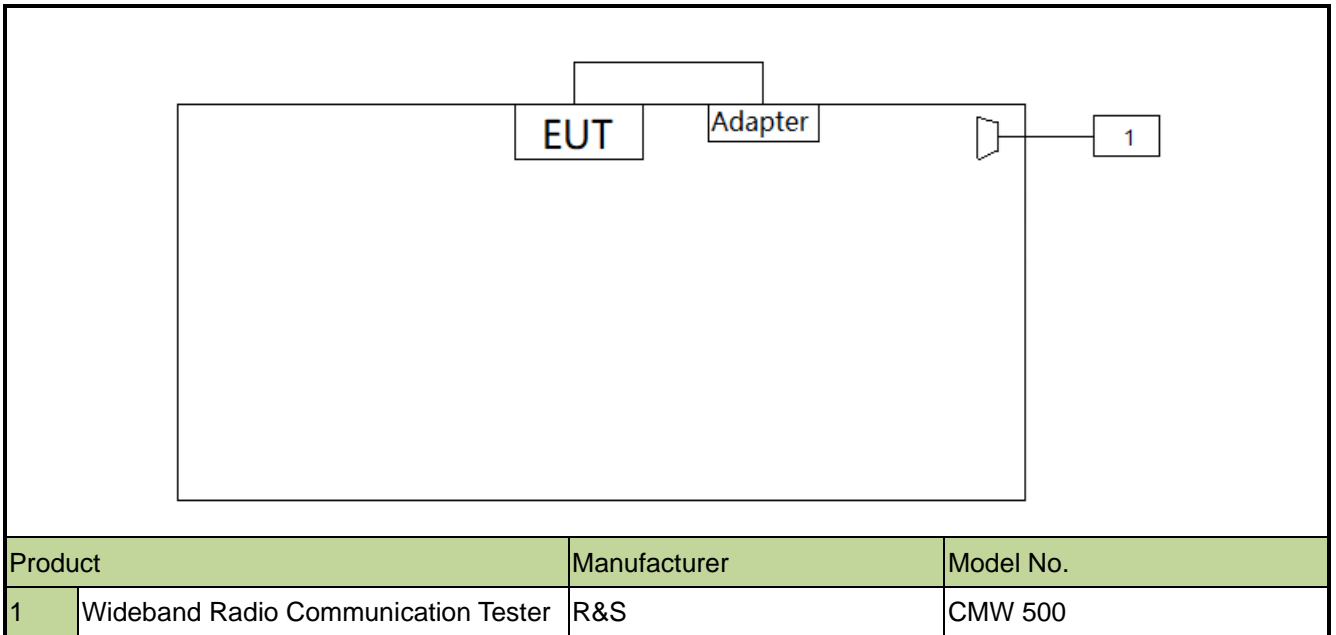 EUT
Adapter
1
Product Manufacturer Model No.
1 Wideband Radio Communication Tester R&S CMW 500